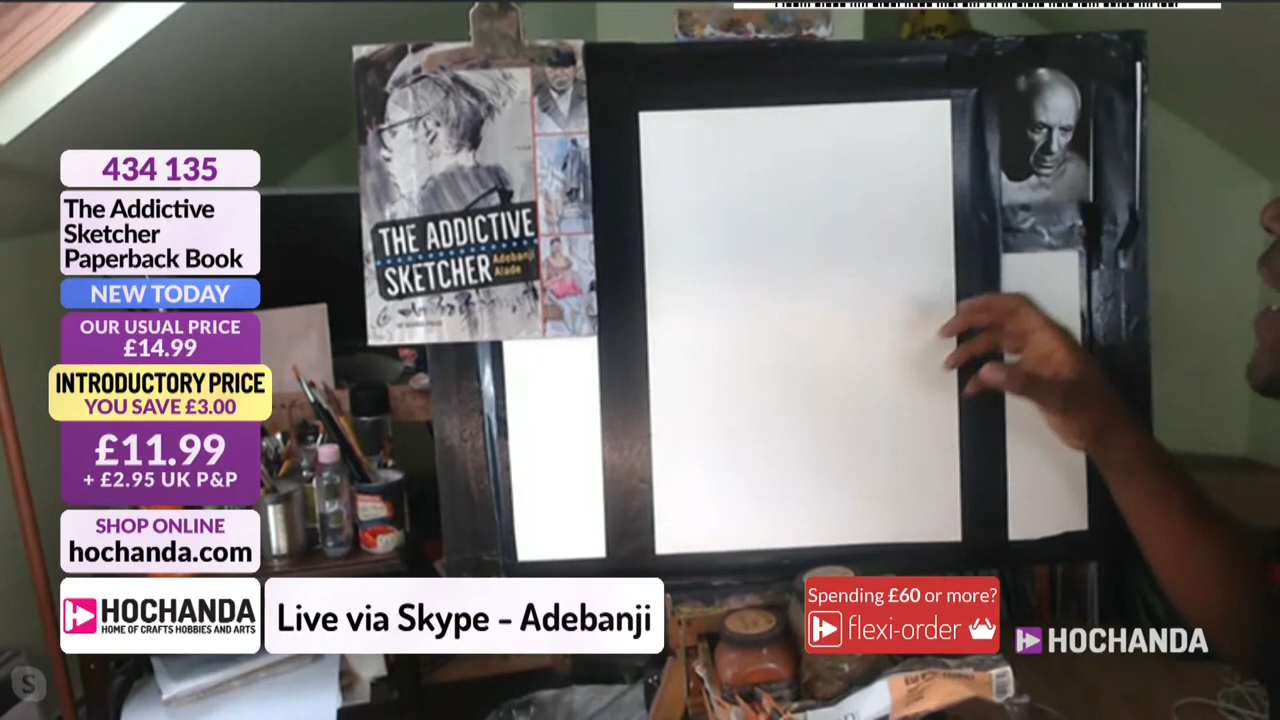 434 135
The Addictive
Sketcher
Paperback Book
NEW TODAY
OUR USUAL PRICE
£14.99
INTRODUCTORY PRICE
YOU SAVE £3.00
£11.99
+ £2.95 UK P&P
SHOP ONLINE
hochanda.com
HOCHANDA
HOME OF CRAFTS HOBBIES AND ARTS
Live via Skype - Adebanji
THE ADDICTIVE
SKETCHER
Adebanji
Alade
Spending £60 or more?
flexi-order
HOCHANDA
S